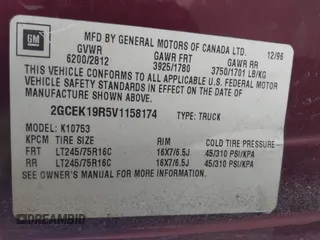 GM
MFD BY GENERAL MOTORS OF CANADA LTD. 12/96
GVWR GAWR FRT GAWR RR
6200/2812 3925/1780 3750/1701 LB/KG
THIS VEHICLE CONFORMS TO ALL APPLICABLE U.S. FEDERAL MOTOR
VEHICLE SAFETY STANDARDS IN EFFECT ON THE DATE OF
MANUFACTURE SHOWN ABOVE.
2GCEK19R5V1158174 TYPE: TRUCK
MODEL: K10753
KPCM TIRE SIZE RIM COLD TIRE PRESSURE
FRT LT245/75R16C 16X7/6.5J 45/310 PSI/KPA
RR LT245/75R16C 16X7/6.5J 45/310 PSI/KPA
SEE OWNER'S MANUAL FOR MORE INFORMATION.
DREAMBID